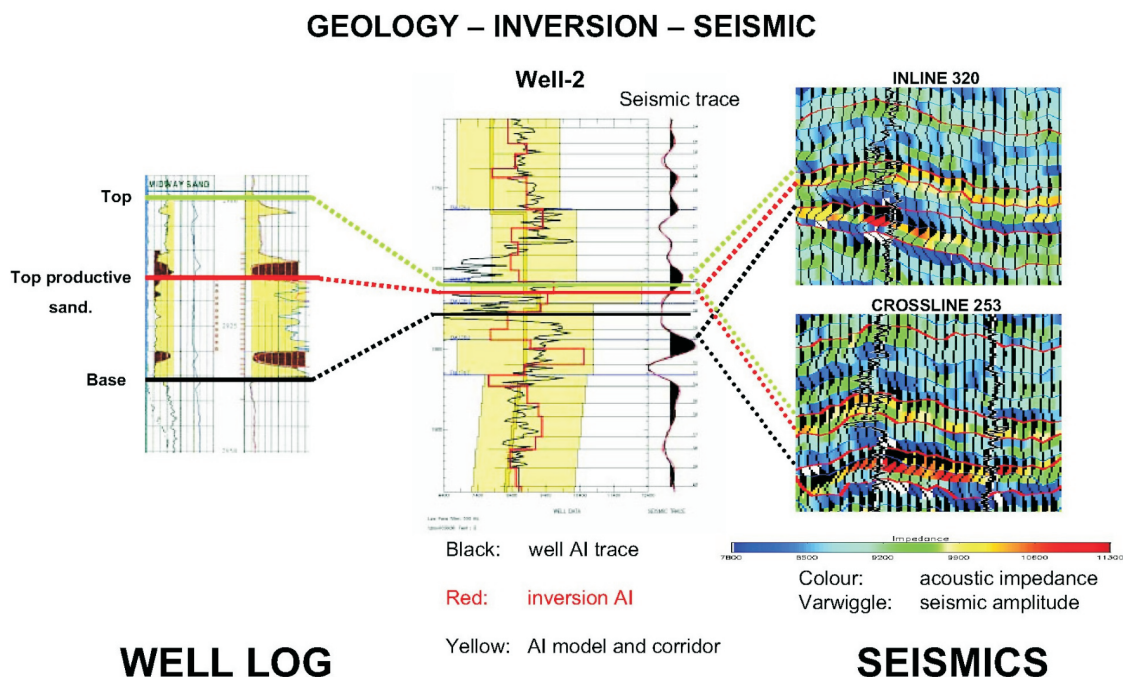 GEOLOGY – INVERSION – SEISMIC
Well-2
Seismic trace
INLINE 320
MIDWAY SAND
Top
Top productive
sand.
Base
CROSSLINE 253
WELL DATA
SEISMIC TRACE
Impedance
7800 8500 9200 9900 10600 11300
Black: well AI trace
Red: inversion AI
Yellow: AI model and corridor
Colour: acoustic impedance
Varwiggle: seismic amplitude
WELL LOG
SEISMICS